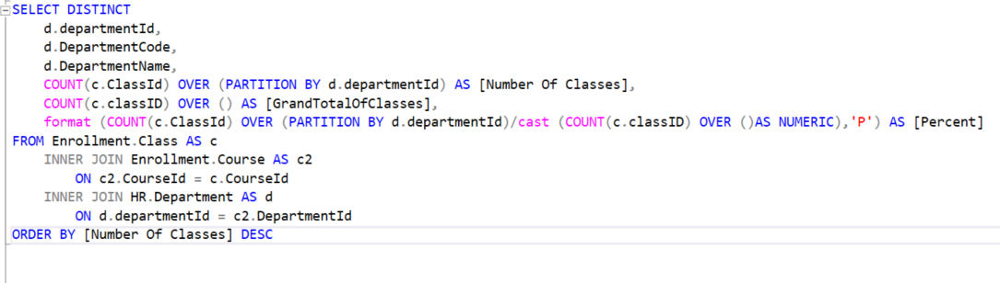 SELECT DISTINCT
    d.departmentId,
    d.DepartmentCode,
    d.DepartmentName,
    COUNT(c.ClassId) OVER (PARTITION BY d.departmentId) AS [Number Of Classes],
    COUNT(c.classID) OVER () AS [GrandTotalOfClasses],
    format (COUNT(c.ClassId) OVER (PARTITION BY d.departmentId)/cast (COUNT(c.classID) OVER ()AS NUMERIC),'P') AS [Percent]
FROM Enrollment.Class AS c
    INNER JOIN Enrollment.Course AS c2
        ON c2.CourseId = c.CourseId
    INNER JOIN HR.Department AS d
        ON d.departmentId = c2.DepartmentId
ORDER BY [Number Of Classes] DESC